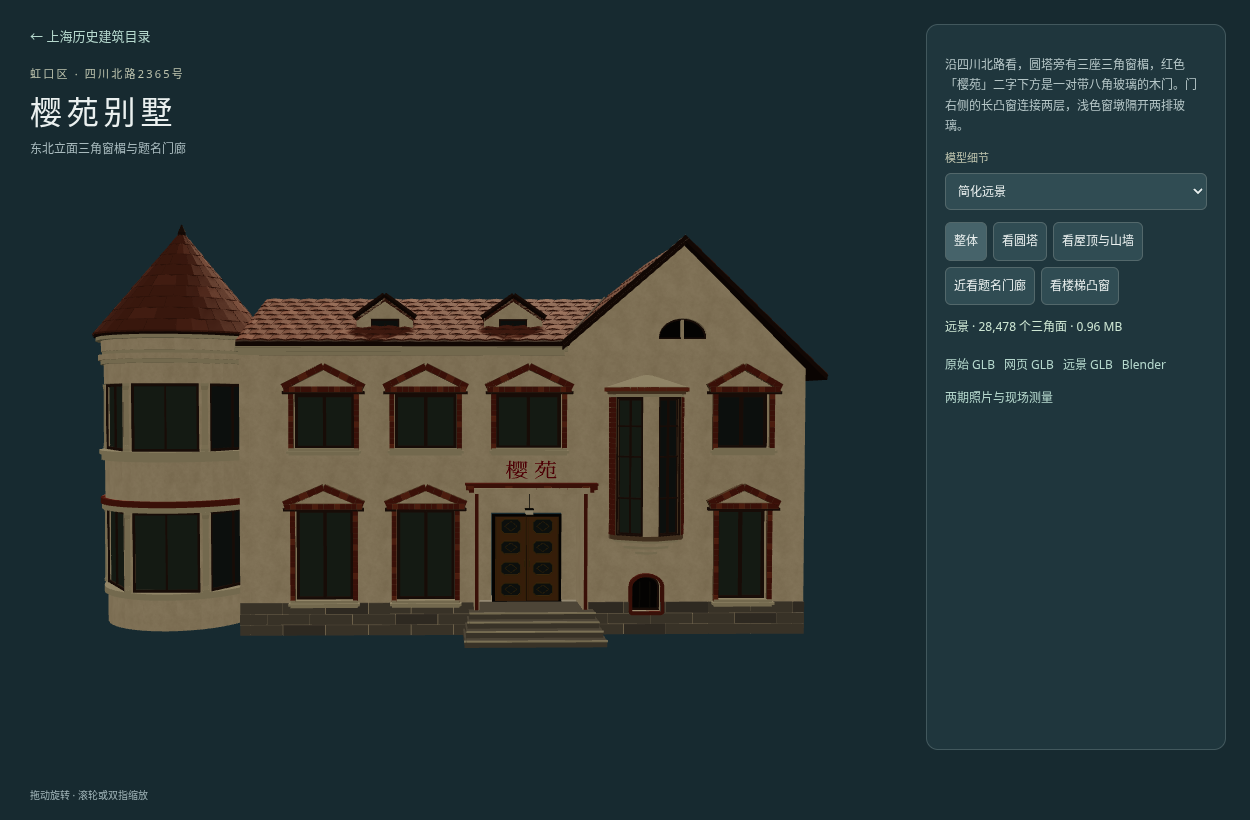 ← 上海历史建筑目录
虹口区 · 四川北路2365号
樱苑别墅
东北立面三角窗楣与题名门廊
樱苑
拖动旋转 · 滚轮或双指缩放
沿四川北路看，圆塔旁有三座三角窗楣，红色
「樱苑」二字下方是一对带八角玻璃的木门。门
右侧的长凸窗连接两层，浅色窗墩隔开两排玻
璃。
模型细节
简化远景
整体
看圆塔
看屋顶与山墙
近看题名门廊
看楼梯凸窗
远景 · 28,478 个三角面 · 0.96 MB
原始 GLB 网页 GLB 远景 GLB Blender
两期照片与现场测量